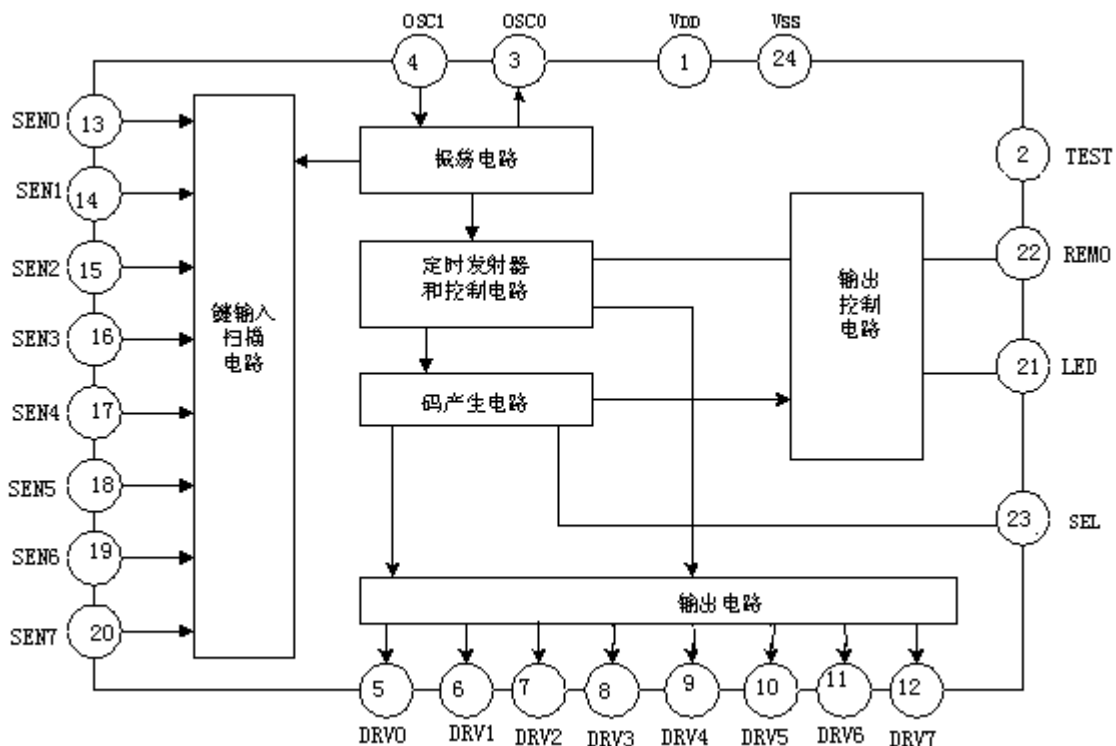 OSC1 OSCO VDD VSS
4 3 1 24
SENO 13
振荡电路
2 TEST
SEN1 14
定时发射器
和控制电路
22 REMO
SEN2 15
键输入
扫描
电路
输出
控制
电路
SEN3 16
21 LED
SEN4 17
码产生电路
SEN5 18
23 SEL
SEN6 19
输出电路
SEN7 20
5 6 7 8 9 10 11 12
DRVO DRV1 DRV2 DRV3 DRV4 DRV5 DRV6 DRV7